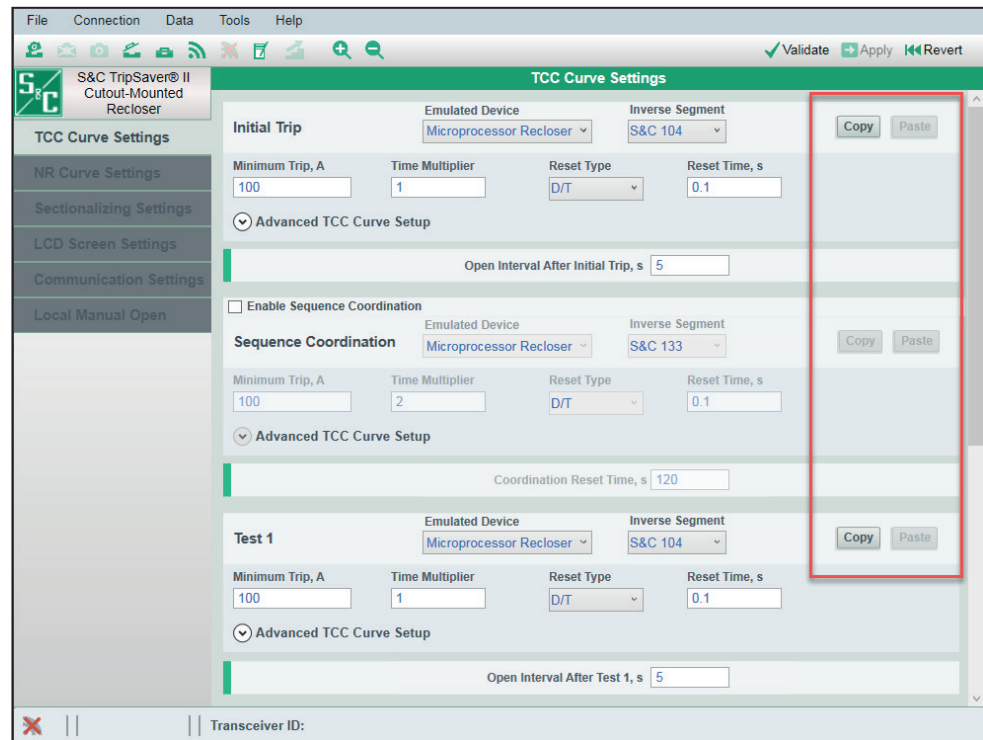 File Connection Data Tools Help
Validate Apply Revert
S&C
S&C TripSaver® II
Cutout-Mounted
Recloser
TCC Curve Settings
NR Curve Settings
Sectionalizing Settings
LCD Screen Settings
Communication Settings
Local Manual Open
TCC Curve Settings
Emulated Device Inverse Segment
Initial Trip Microprocessor Recloser S&C 104 Copy Paste
Minimum Trip, A Time Multiplier Reset Type Reset Time, s
100 1 D/T 0.1
Advanced TCC Curve Setup
Open Interval After Initial Trip, s 5
Enable Sequence Coordination
Emulated Device Inverse Segment
Sequence Coordination Microprocessor Recloser S&C 133 Copy Paste
Minimum Trip, A Time Multiplier Reset Type Reset Time, s
100 2 D/T 0.1
Advanced TCC Curve Setup
Coordination Reset Time, s 120
Emulated Device Inverse Segment
Test 1 Microprocessor Recloser S&C 104 Copy Paste
Minimum Trip, A Time Multiplier Reset Type Reset Time, s
100 1 D/T 0.1
Advanced TCC Curve Setup
Open Interval After Test 1, s 5
Transceiver ID: